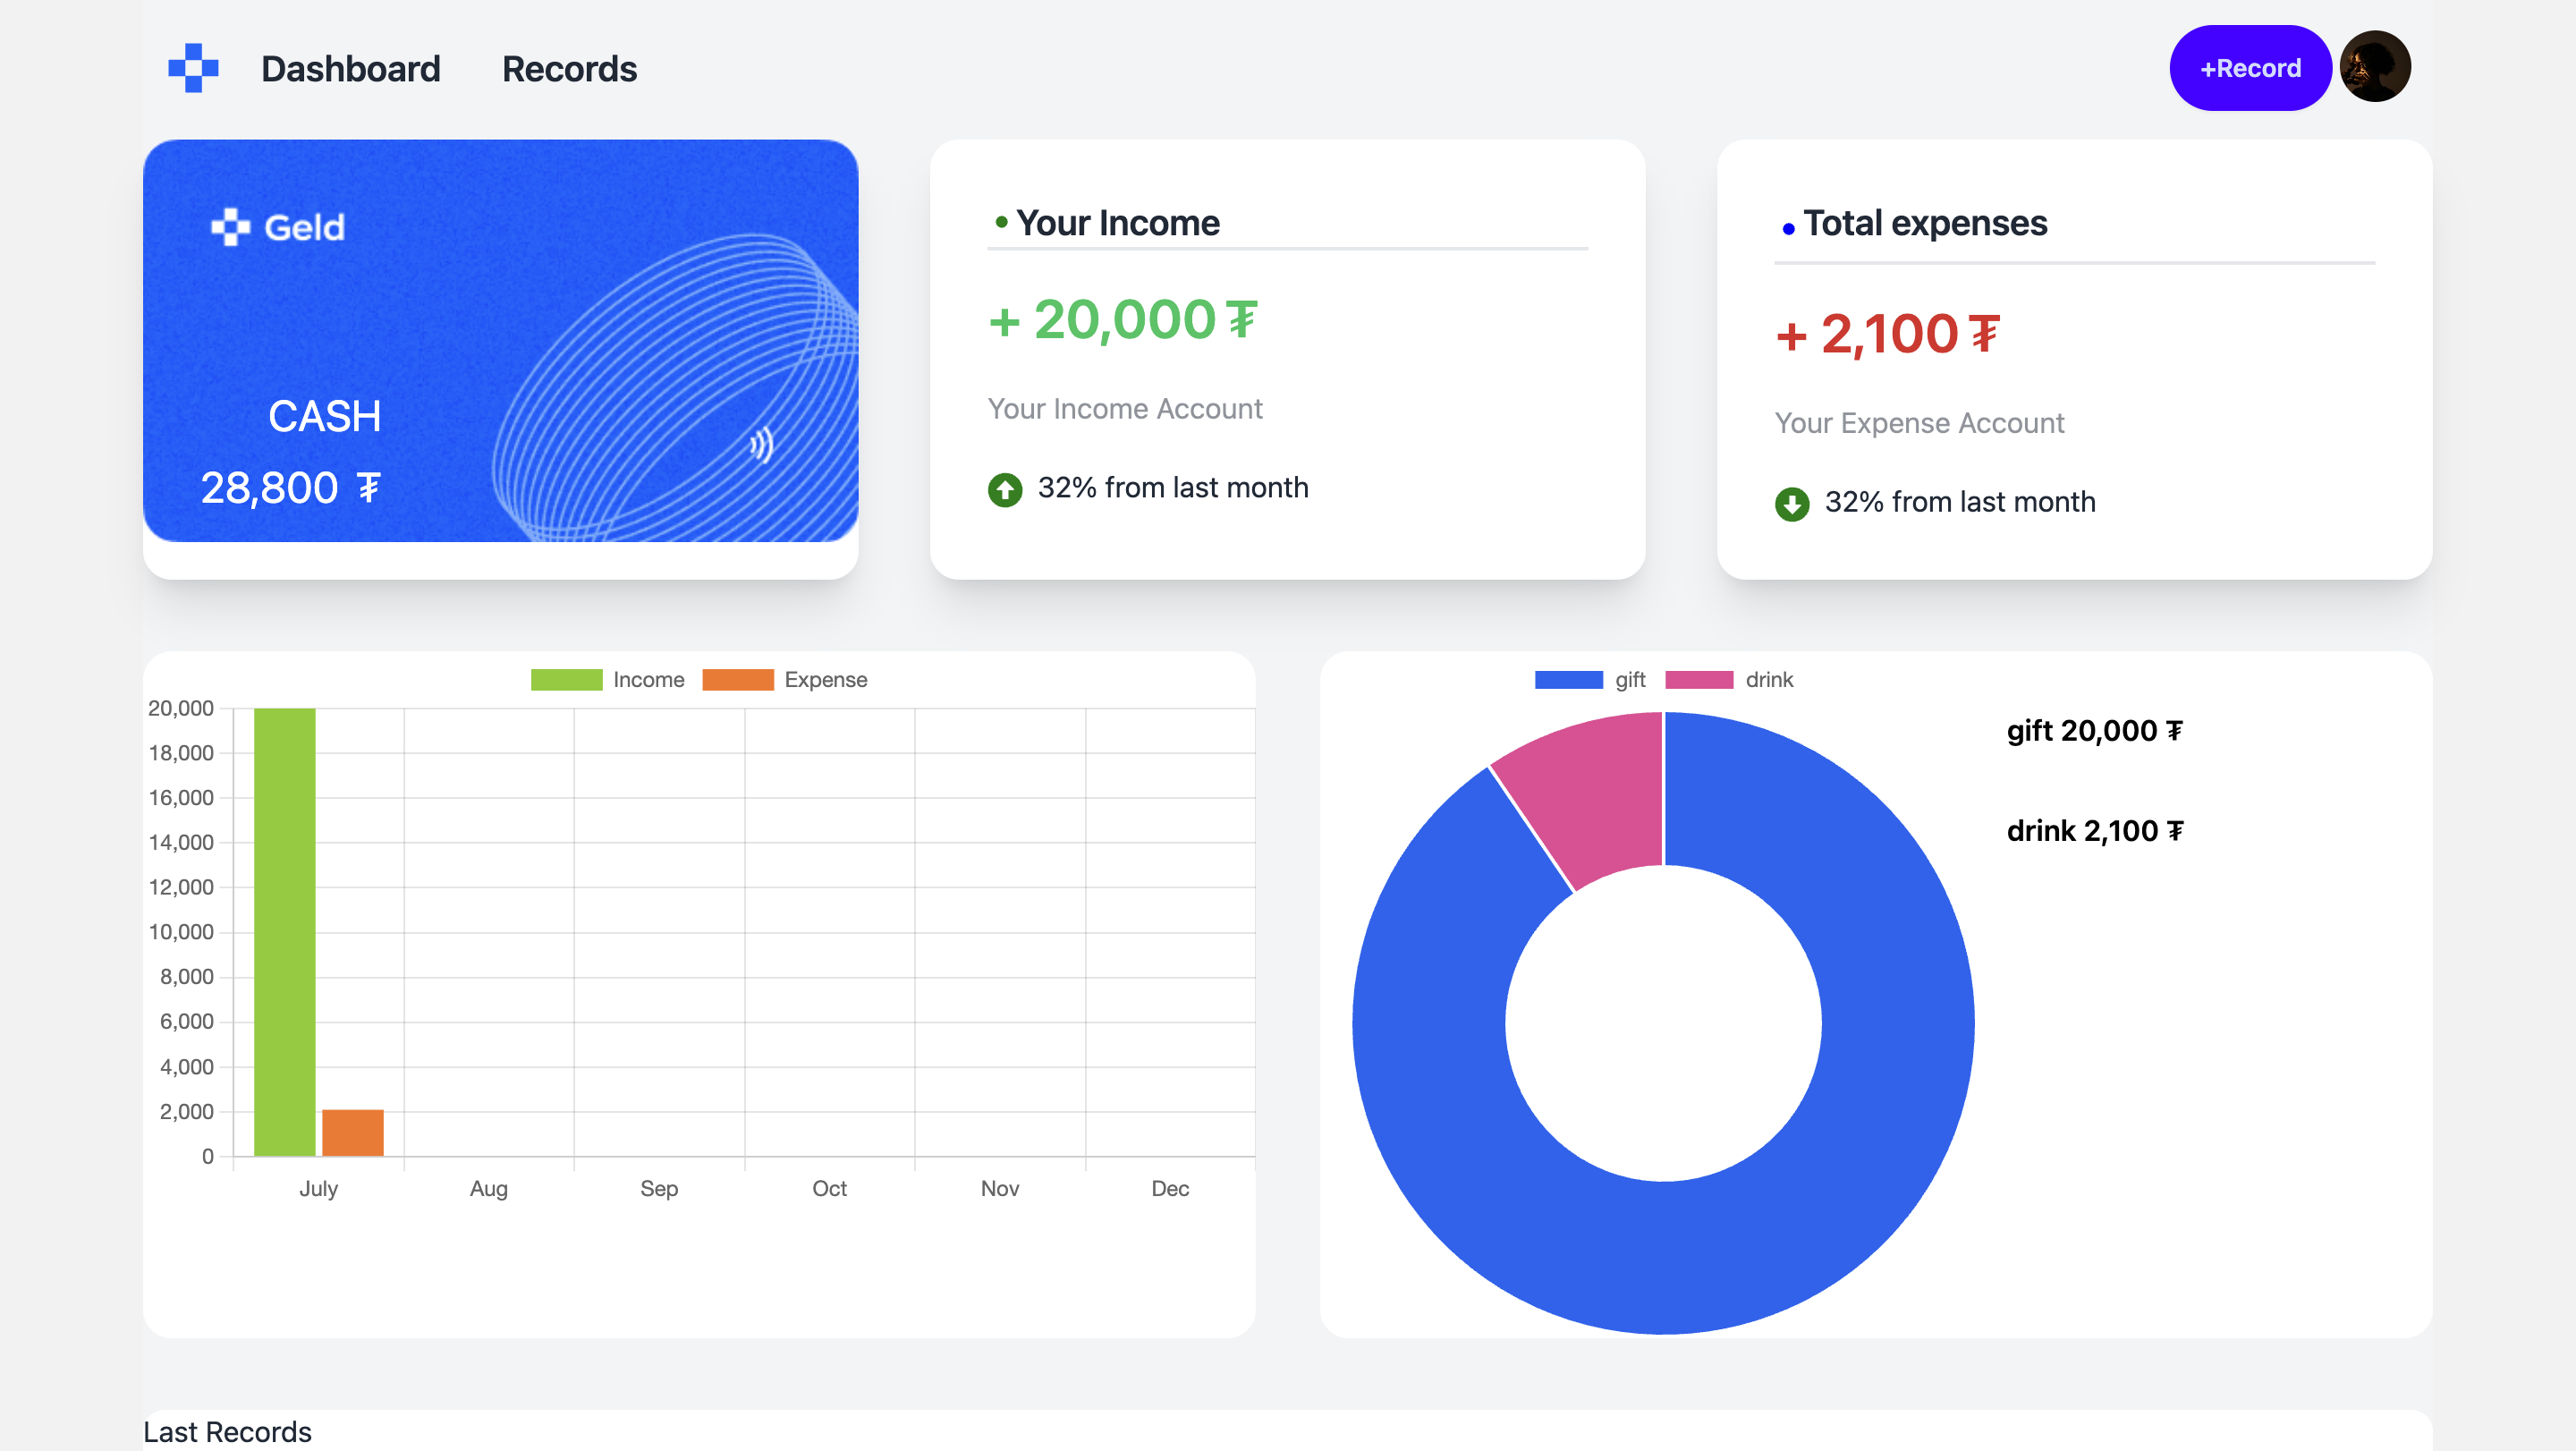 Dashboard
Records
+Record
Geld
CASH
28,800 ₮
Your Income
+ 20,000 ₮
Your Income Account
32% from last month
Total expenses
+ 2,100 ₮
Your Expense Account
32% from last month
Income
Expense
20,000
18,000
16,000
14,000
12,000
10,000
8,000
6,000
4,000
2,000
0
July
Aug
Sep
Oct
Nov
Dec
gift
drink
gift 20,000 ₮
drink 2,100 ₮
Last Records